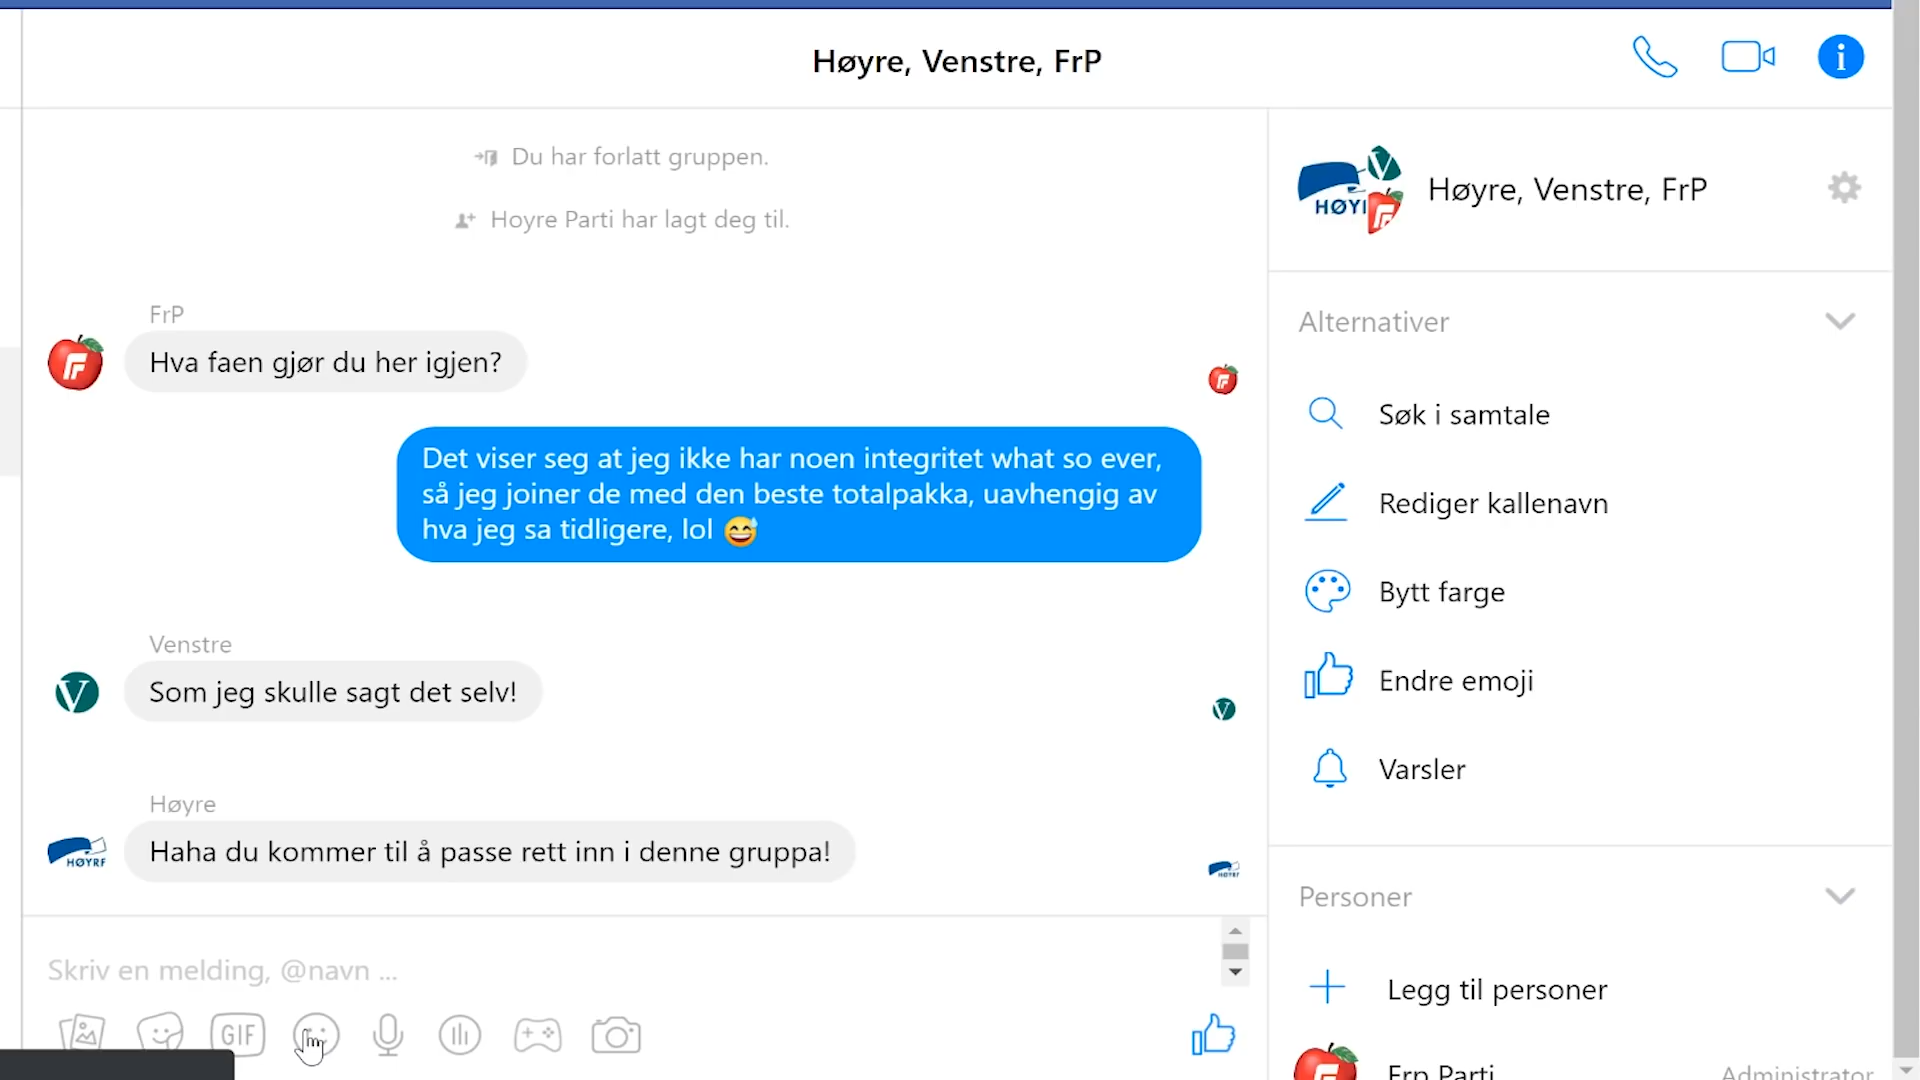 Høyre, Venstre, FrP
Du har forlatt gruppen.
Hoyre Parti har lagt deg til.
FrP
Hva faen gjør du her igjen?
Det viser seg at jeg ikke har noen integritet what so ever,
så jeg joiner de med den beste totalpakka, uavhengig av
hva jeg sa tidligere, lol
Venstre
Som jeg skulle sagt det selv!
Høyre
HØYRF
Haha du kommer til å passe rett inn i denne gruppa!
Skriv en melding, @navn ...
GIF
HØYI
Høyre, Venstre, FrP
Alternativer
Søk i samtale
Rediger kallenavn
Bytt farge
Endre emoji
Varsler
Personer
Legg til personer
Frp Parti
Administrator